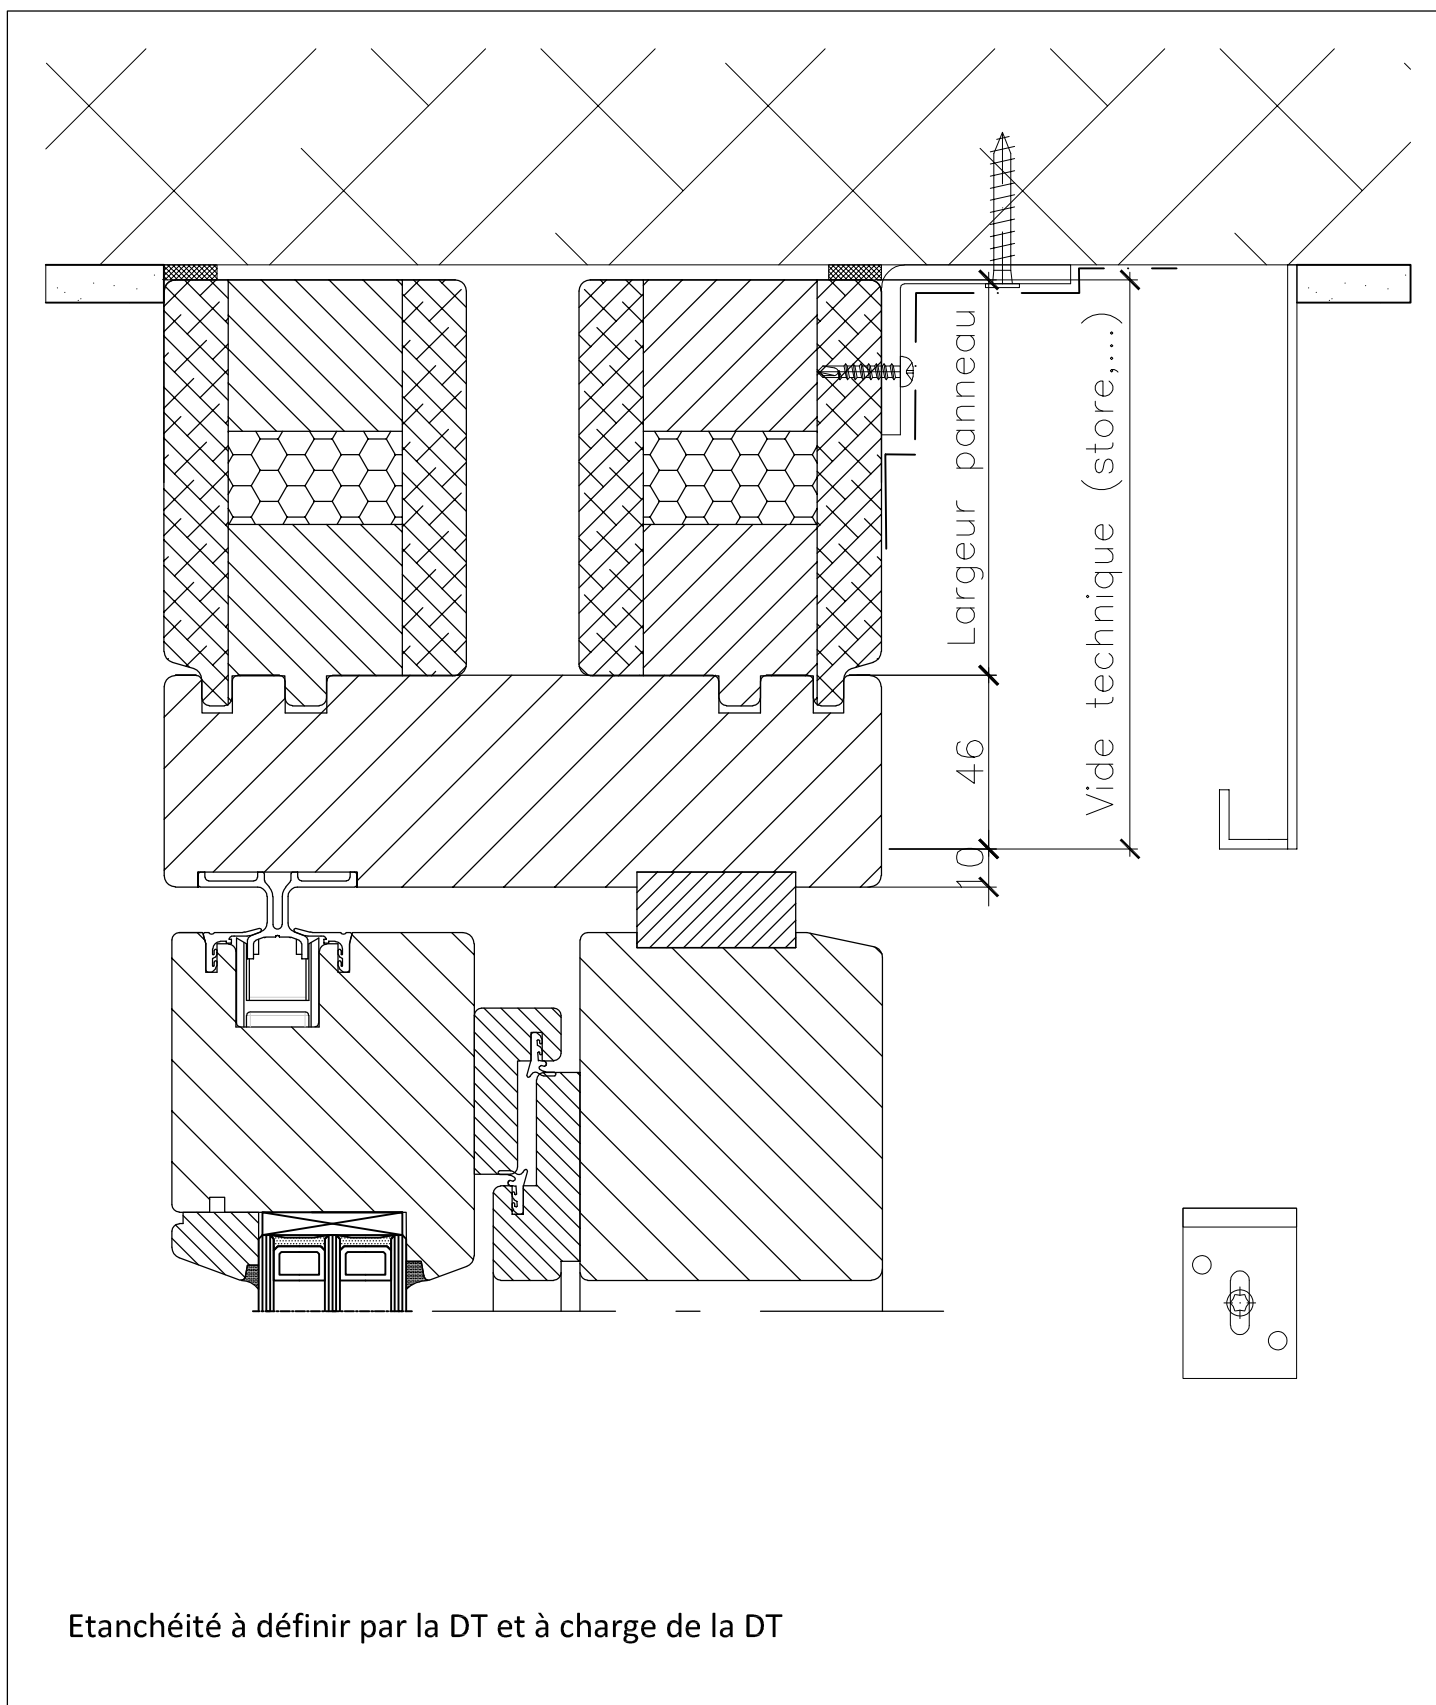 Largeur panneau
46
10
Vide technique (store,...)
Etanchéité à définir par la DT et à charge de la DT